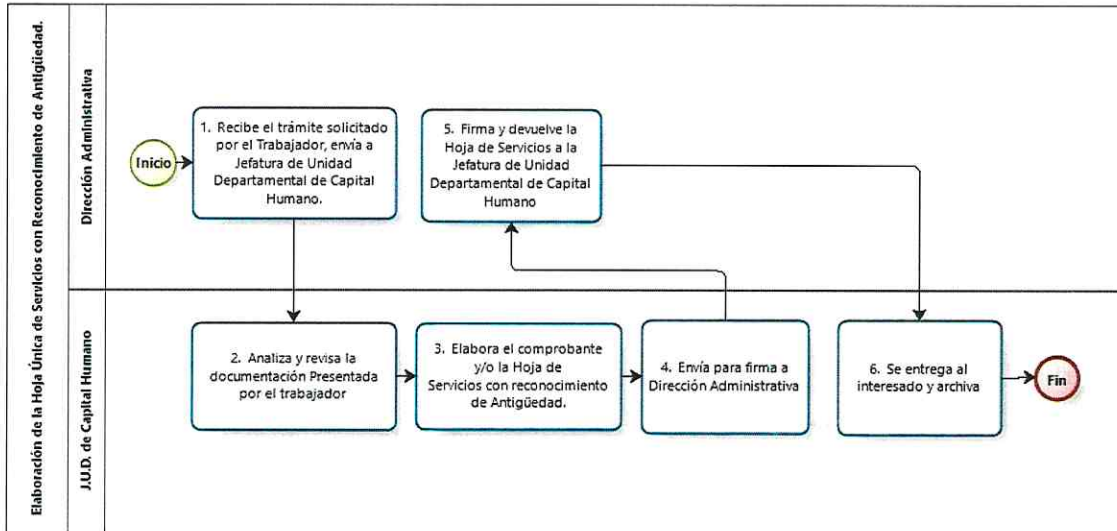 Elaboración de la Hoja Única de Servicios con Reconocimiento de Antigüedad.
Dirección Administrativa
Inicio
1. Recibe el trámite solicitado
por el Trabajador, envía a
Jefatura de Unidad
Departamental de Capital
Humano.
5. Firma y devuelve la
Hoja de Servicios a la
Jefatura de Unidad
Departamental de Capital
Humano
J.U.D. de Capital Humano
2. Analiza y revisa la
documentación Presentada
por el trabajador
3. Elabora el comprobante
y/o la Hoja de
Servicios con reconocimiento
de Antigüedad.
4. Envía para firma a
Dirección Administrativa
6. Se entrega al
interesado y archiva
Fin